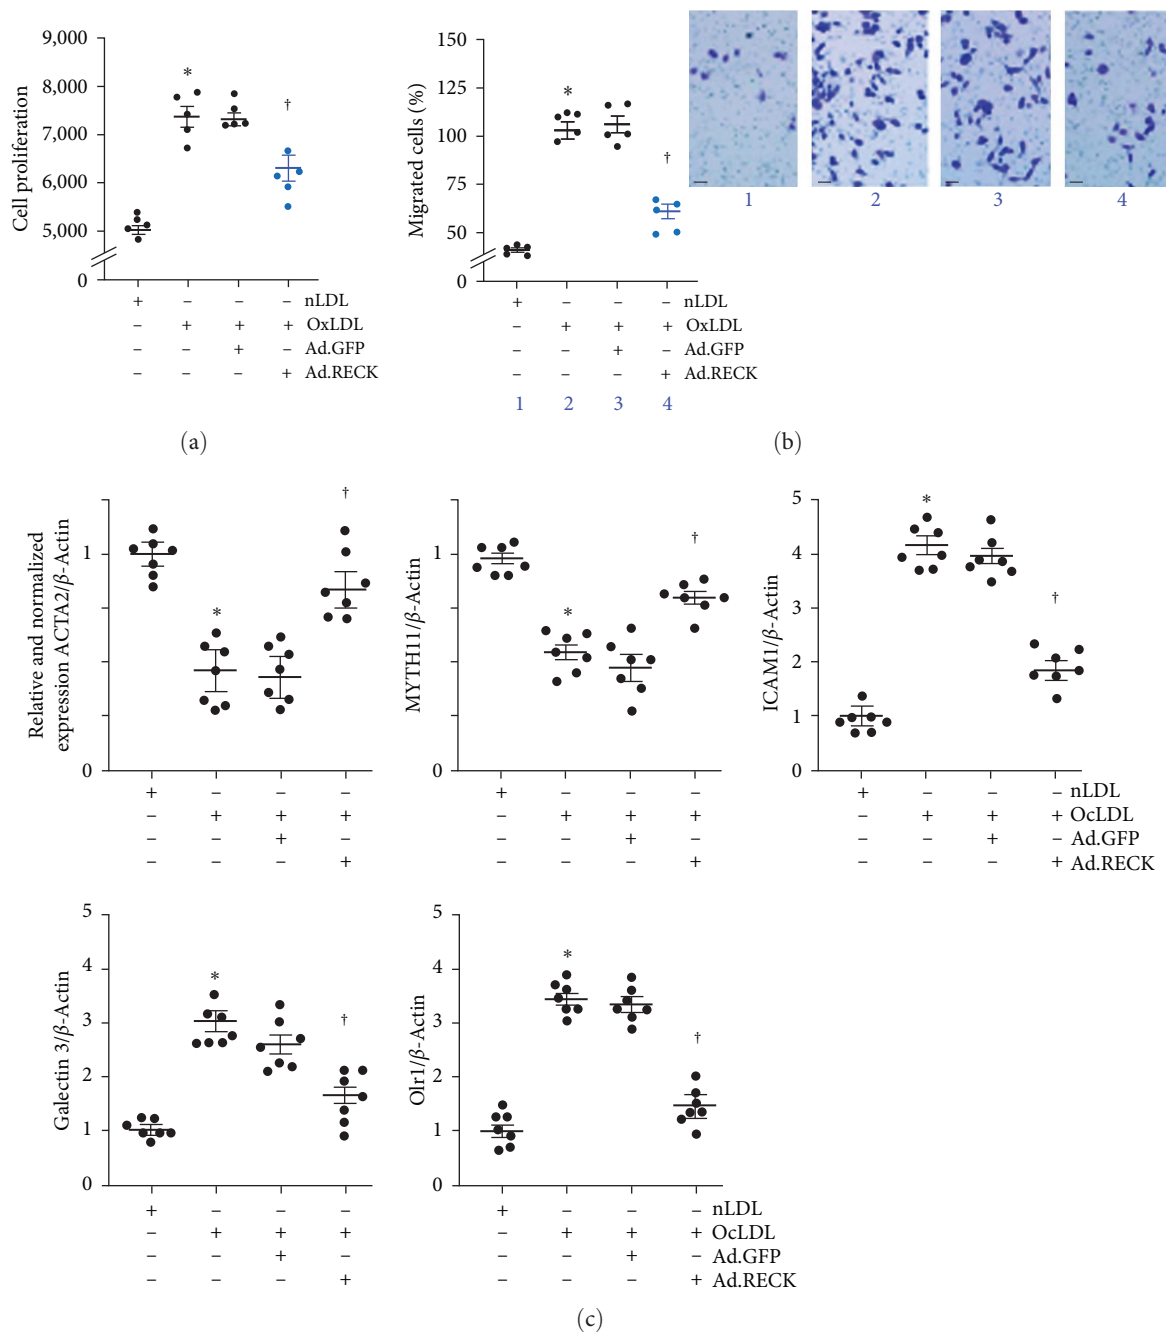 9,000
8,000
7,000
6,000
5,000
0
Cell proliferation
*
†
+ – – – nLDL
– + + + OxLDL
– – + – Ad.GFP
– – – + Ad.RECK
(a)
150
125
100
75
50
0
Migrated cells (%)
*
†
+ – – – nLDL
– + + + OxLDL
– – + – Ad.GFP
– – – + Ad.RECK
1 2 3 4
1 2 3 4
(b)
Relative and normalized
expression ACTA2/β-Actin
1
0
*
†
+ – – –
– + + +
– – + –
– – – +
MYTH11/β-Actin
1
0
*
†
+ – – –
– + + +
– – + –
– – – +
ICAM1/β-Actin
5
4
3
2
1
0
*
†
+ – – – nLDL
– + + + OcLDL
– – + – Ad.GFP
– – – + Ad.RECK
Galectin 3/β-Actin
5
4
3
2
1
0
*
†
+ – – –
– + + +
– – + –
– – – +
Olr1/β-Actin
5
4
3
2
1
0
*
†
+ – – – nLDL
– + + + OcLDL
– – + – Ad.GFP
– – – + Ad.RECK
(c)